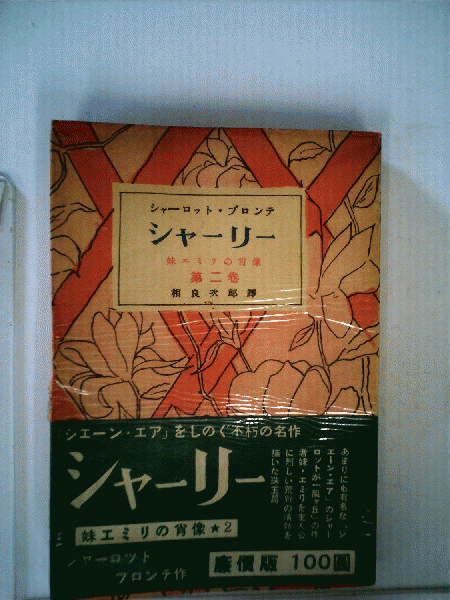 シャーロット・ブロンテ
シャーリー
妹エミリの肖像
第二卷
相良次郎譯
「シエーン・エア」をしのぐ不朽の名作
シャーリー
妹エミリの肖像★2
シャーロット
ブロンテ作
あまりにも有名な「ジ
エーン・エア」のシャー
ロットが「嵐ヶ丘」の作
者妹・エミリを主人公
に烈しい荒野の情熱を
描いた珠玉篇
廉價版 100圓